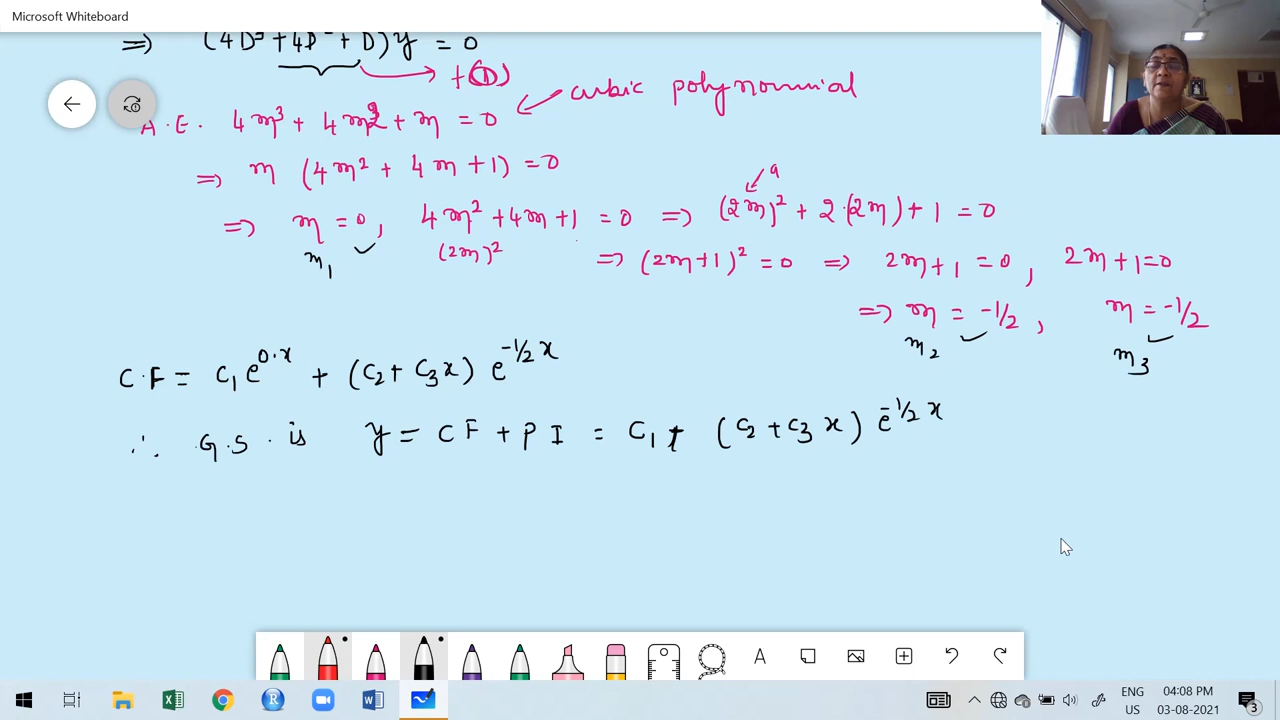 Microsoft Whiteboard
⇒ (4D³ + 4D² + D) y = 0
→ f(D)
cubic polynomial
A.E. 4m³ + 4m² + m = 0
⇒ m (4m² + 4m + 1) = 0
a
⇒ m = 0, 4m² + 4m + 1 = 0 ⇒ (2m)² + 2·(2m) + 1 = 0
m₁ (2m)² ⇒ (2m+1)² = 0 ⇒ 2m+1 = 0, 2m+1=0
⇒ m = -1/2, m = -1/2
m₂ m₃
C.F = C₁ e^{0.x} + (C₂ + C₃x) e^{-1/2 x}
∴ G.S. is y = CF + PI = C₁ + (C₂ + C₃ x) e^{-1/2 x}
A
W
R
ENG 04:08 PM
US 03-08-2021
3